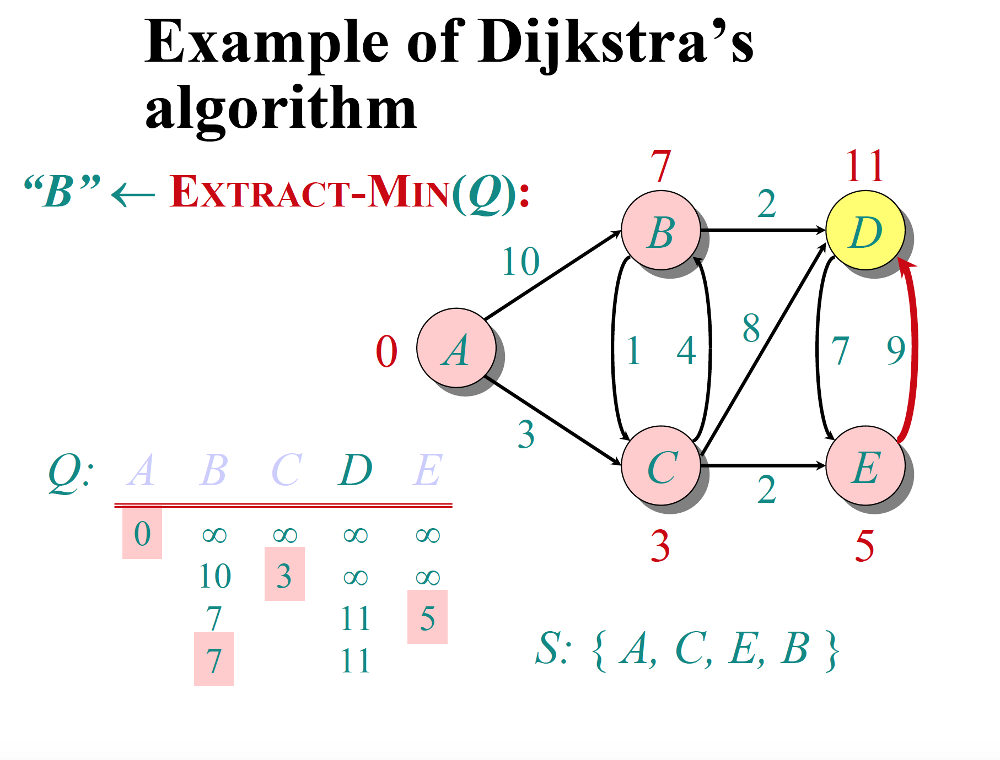 Example of Dijkstra’s
algorithm
“B” ← EXTRACT-MIN(Q):
7 11
2
B D
10
8
A
0 1 4 7 9
3
C E
2
3 5
Q: A B C D E
0 ∞ ∞ ∞ ∞
10 3 ∞ ∞
7 11 5
7 11
S: { A, C, E, B }